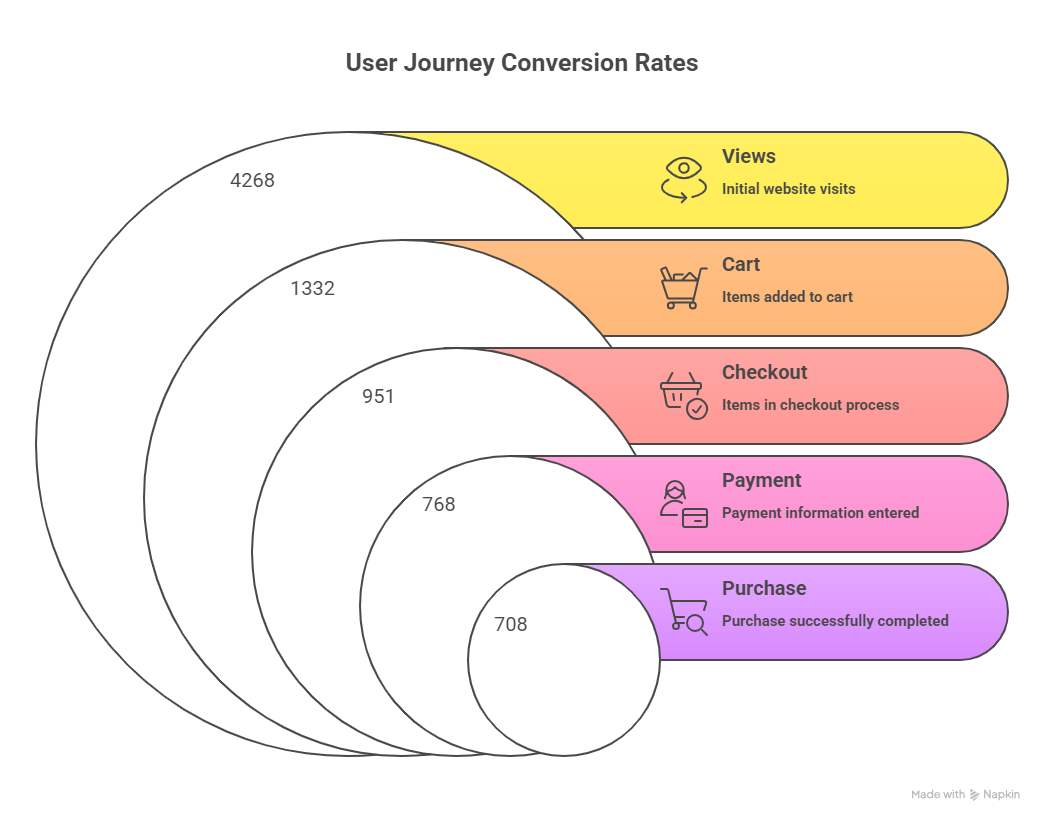 User Journey Conversion Rates
4268
Views
Initial website visits
1332
Cart
Items added to cart
951
Checkout
Items in checkout process
768
Payment
Payment information entered
708
Purchase
Purchase successfully completed
Made with Napkin